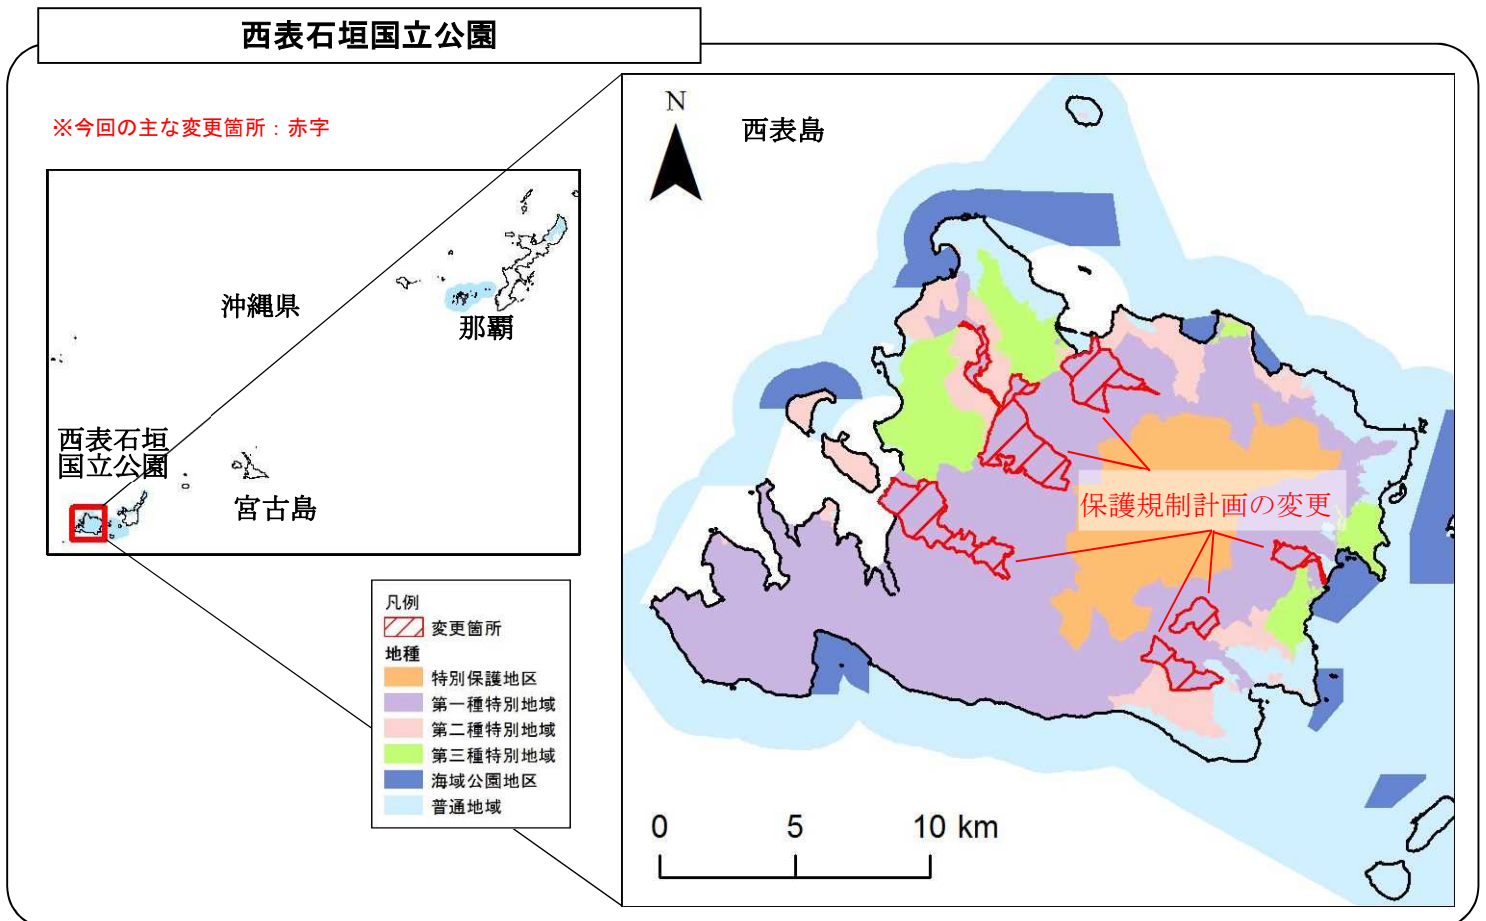 西表石垣国立公園
※今回の主な変更箇所：赤字
沖縄県
那覇
西表石垣
国立公園
宮古島
凡例
変更箇所
地種
特別保護地区
第一種特別地域
第二種特別地域
第三種特別地域
海域公園地区
普通地域
N
西表島
保護規制計画の変更
0 5 10 km